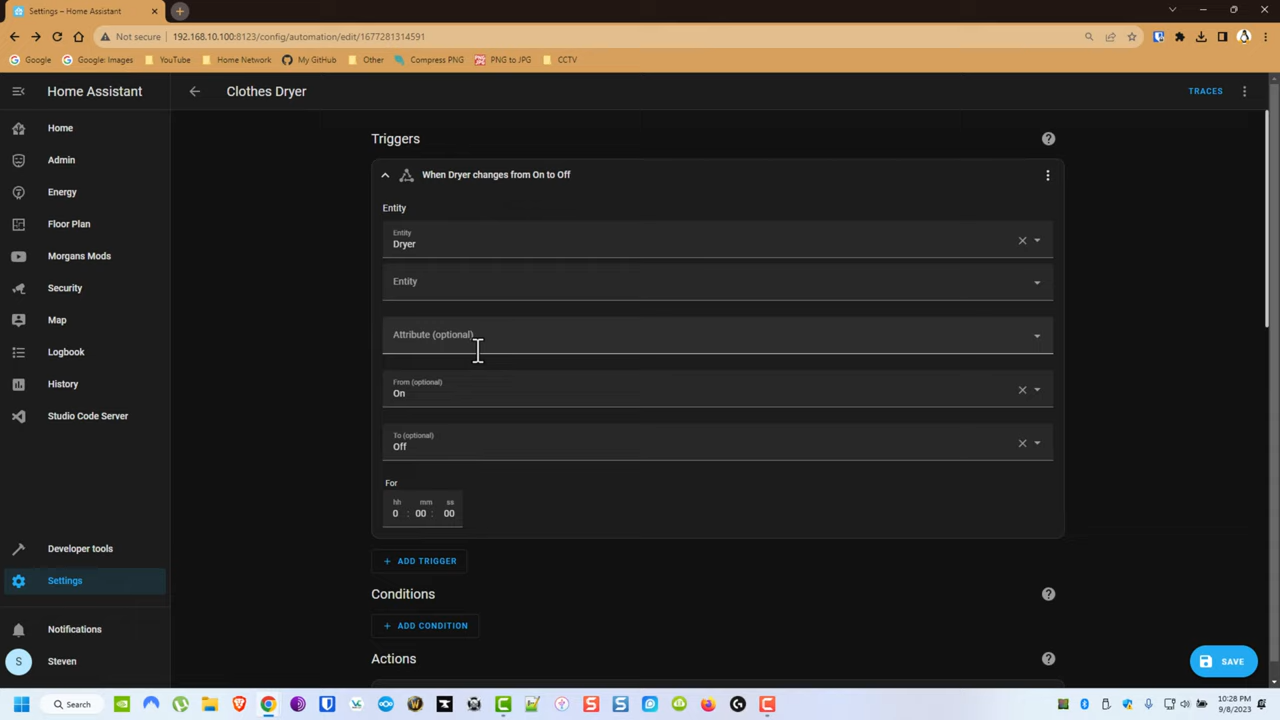 Settings – Home Assistant
Not secure
192.168.10.100:8123/config/automation/edit/1677281314591
Google
Google: Images
YouTube
Home Network
My GitHub
Other
Compress PNG
PNG to JPG
CCTV
Home Assistant
Clothes Dryer
TRACES
Home
Admin
Energy
Floor Plan
Morgans Mods
Security
Map
Logbook
History
Studio Code Server
Developer tools
Settings
Notifications
S
Steven
Triggers
When Dryer changes from On to Off
Entity
Entity
Dryer
Entity
Attribute (optional)
From (optional)
On
To (optional)
Off
For
hh mm ss
0 : 00 : 00
+ ADD TRIGGER
Conditions
+ ADD CONDITION
Actions
SAVE
Search
10:28 PM
9/8/2023